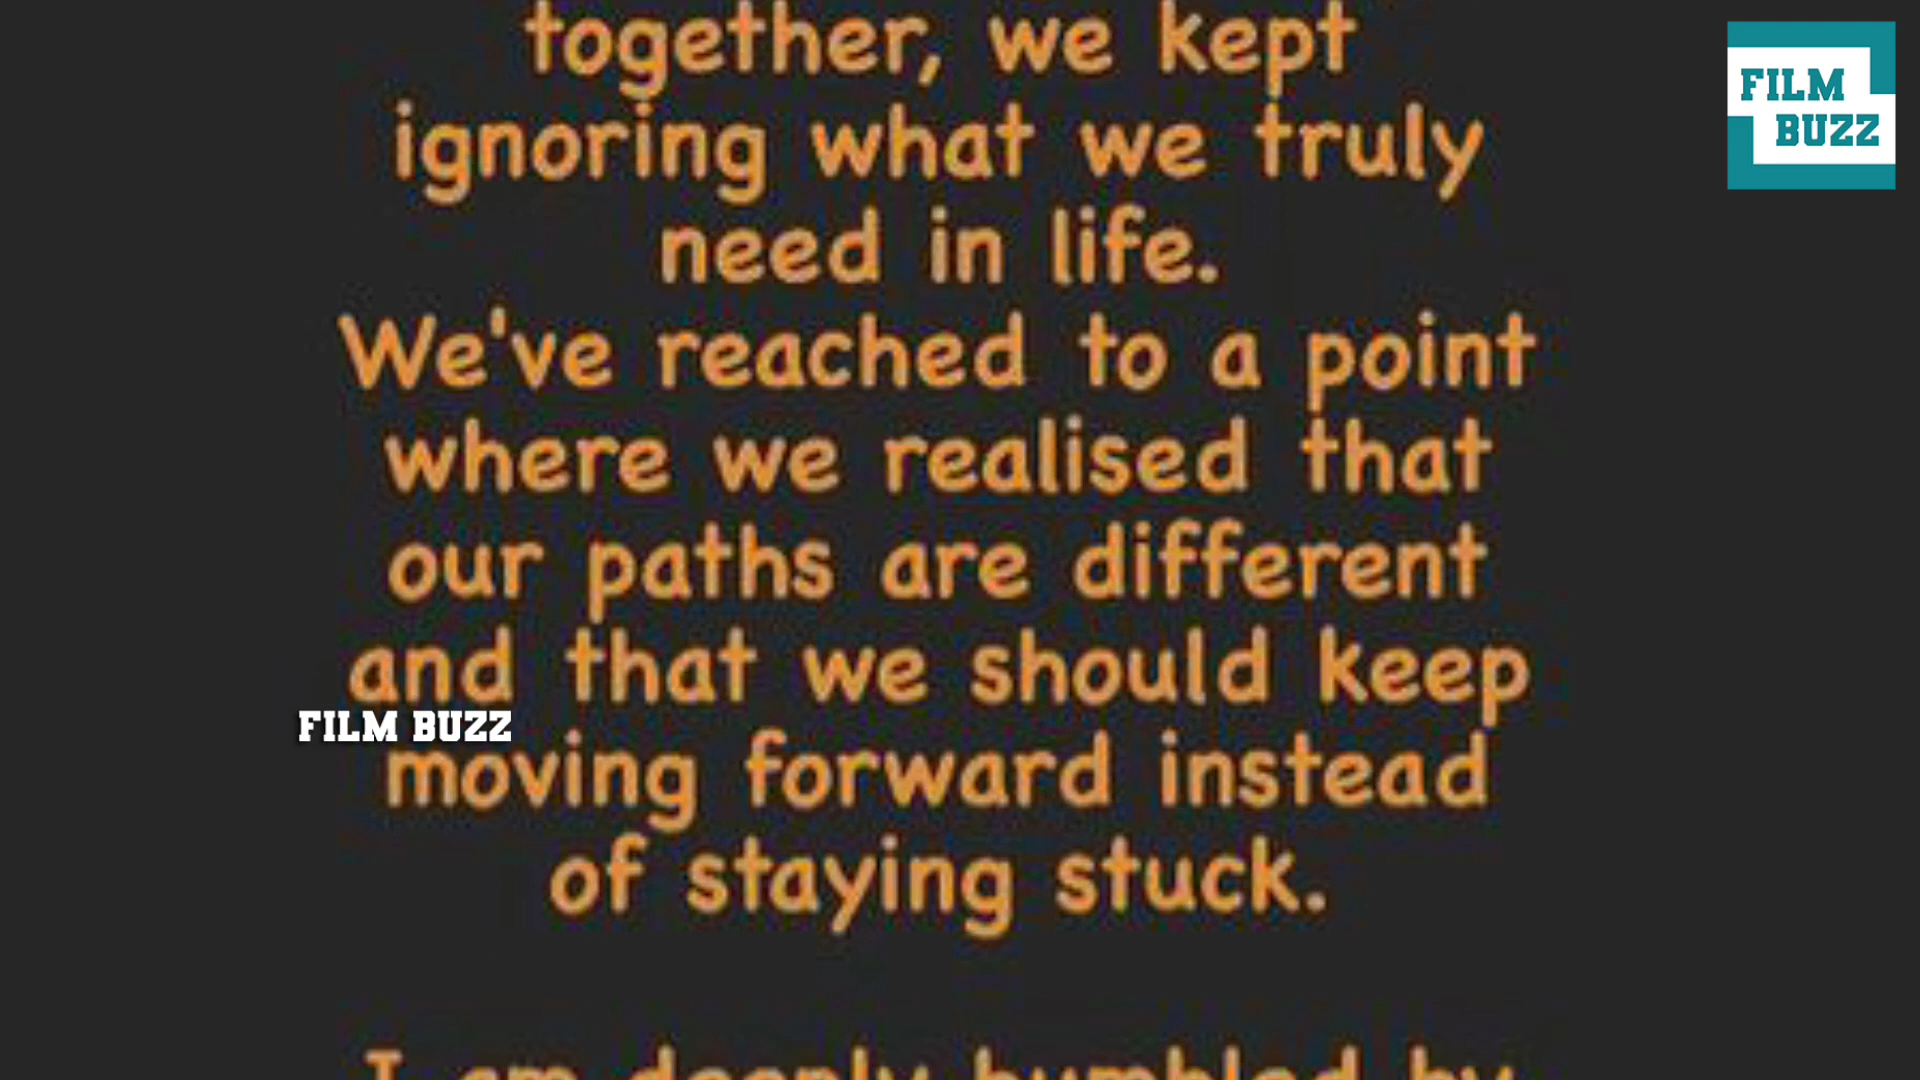 together, we kept
ignoring what we truly
need in life.
We've reached to a point
where we realised that
our paths are different
and that we should keep
moving forward instead
of staying stuck.
I am deeply humbled by
FILM BUZZ
FILM
BUZZ